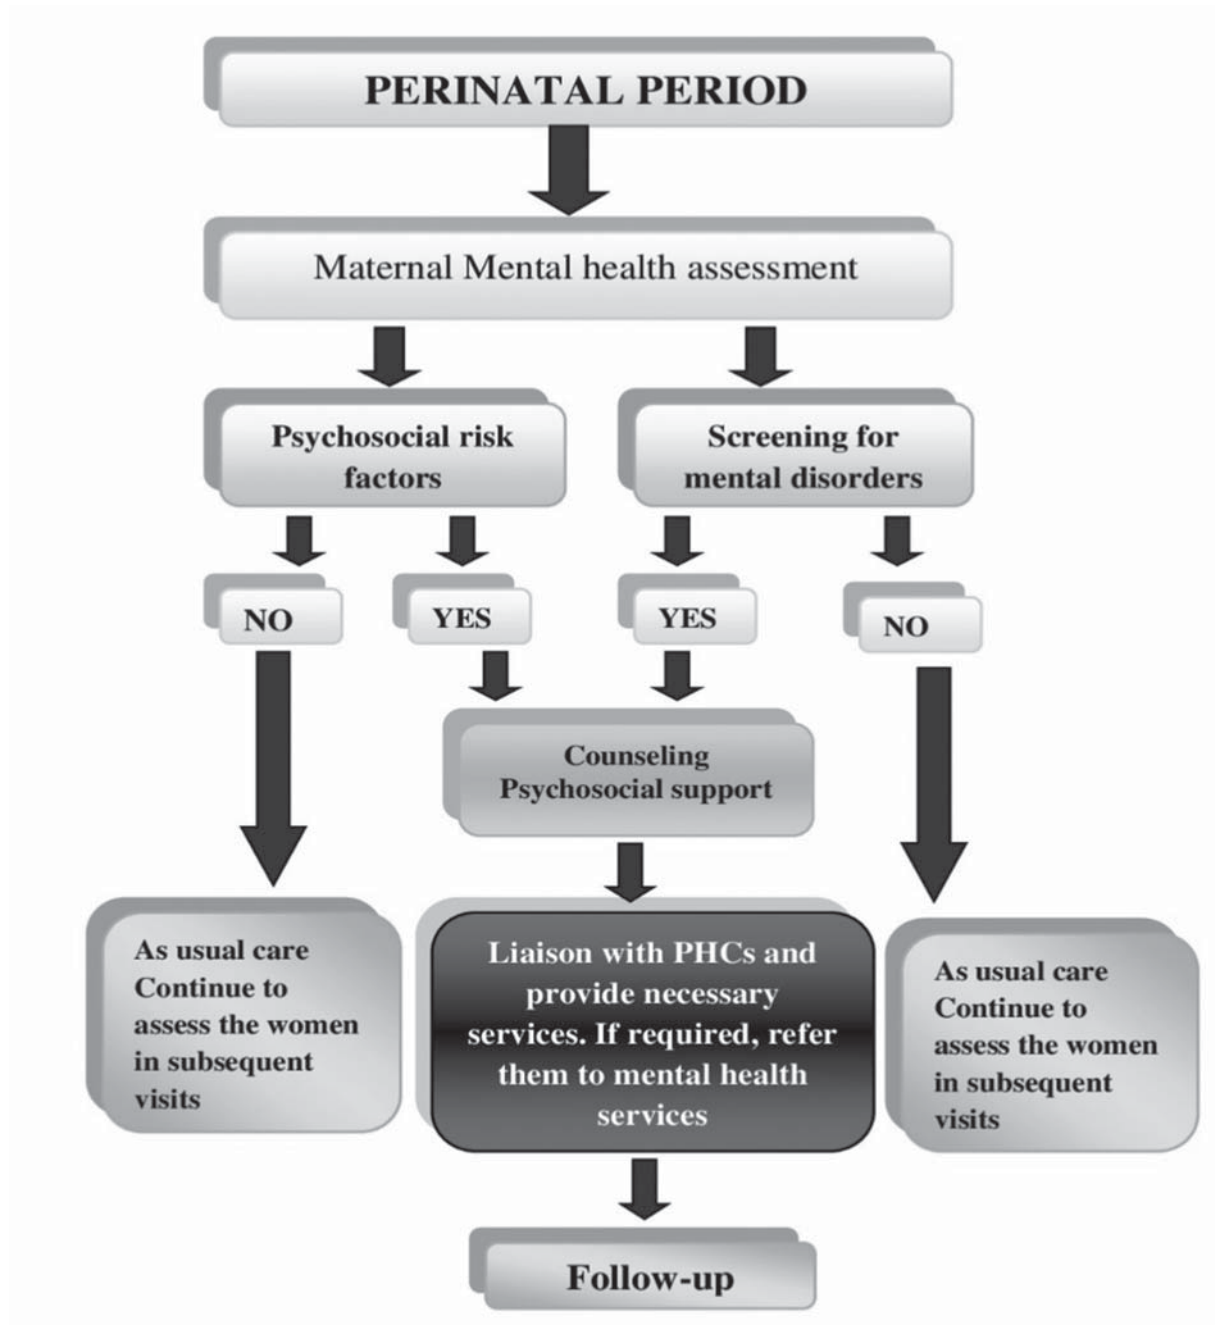 PERINATAL PERIOD
Maternal Mental health assessment
Psychosocial risk
factors
Screening for
mental disorders
NO
YES
YES
NO
Counseling
Psychosocial support
As usual care
Continue to
assess the women
in subsequent
visits
Liaison with PHCs and
provide necessary
services. If required, refer
them to mental health
services
As usual care
Continue to
assess the women
in subsequent
visits
Follow-up